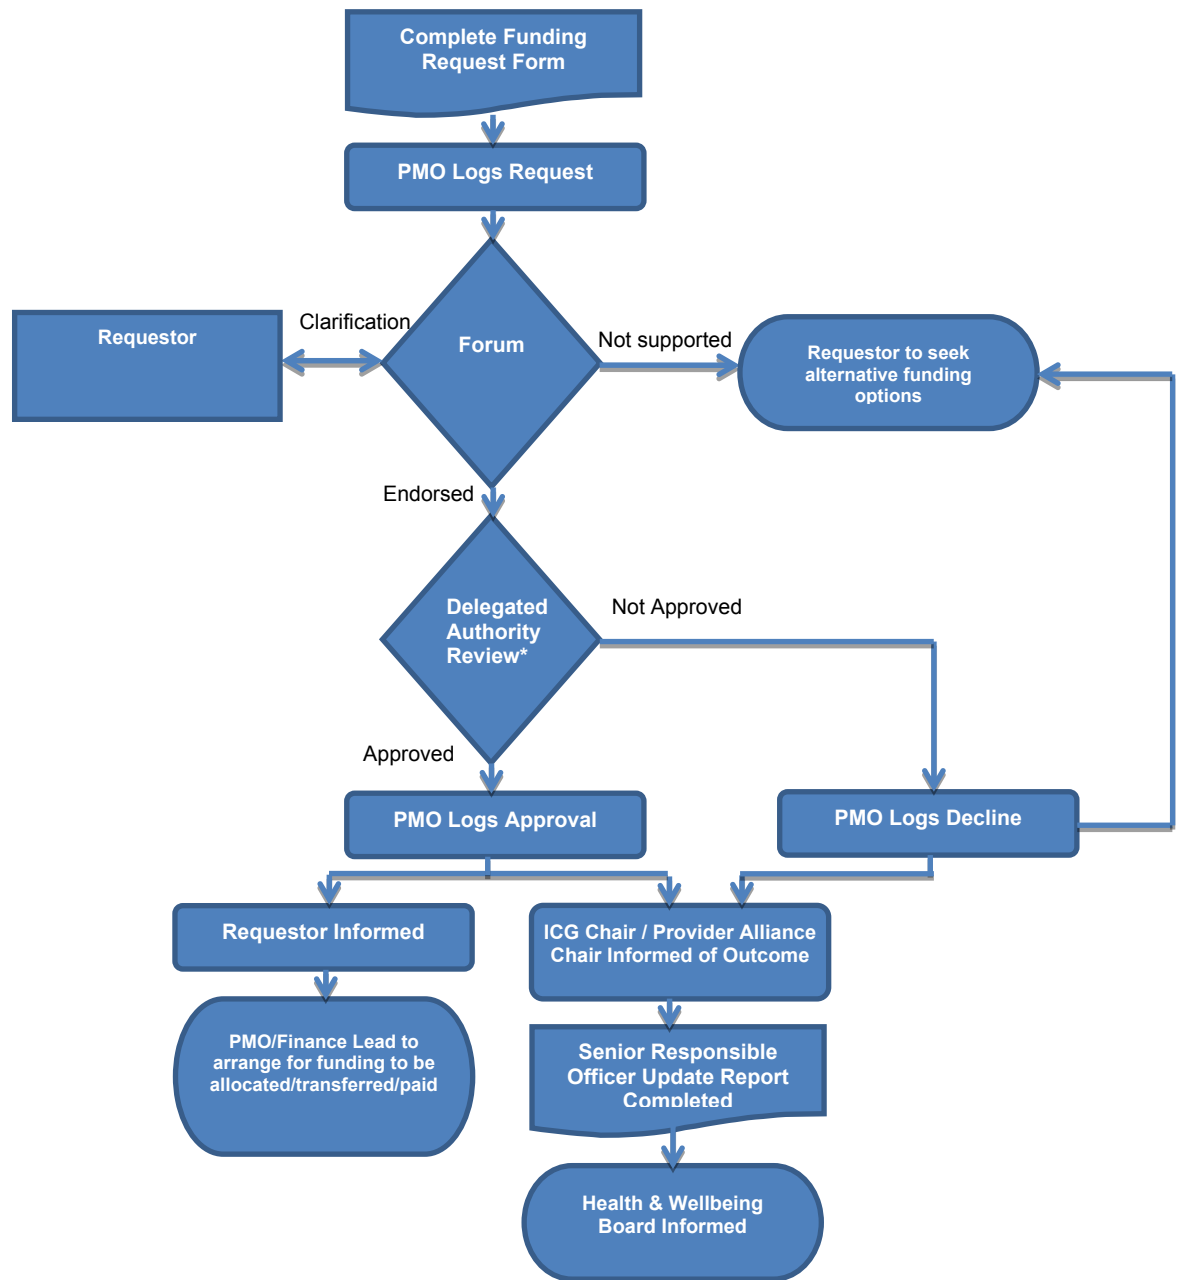 Complete Funding
Request Form
PMO Logs Request
Requestor
Clarification
Forum
Not supported
Requestor to seek
alternative funding
options
Endorsed
Delegated
Authority
Review*
Not Approved
Approved
PMO Logs Approval
PMO Logs Decline
Requestor Informed
ICG Chair / Provider Alliance
Chair Informed of Outcome
PMO/Finance Lead to
arrange for funding to be
allocated/transferred/paid
Senior Responsible
Officer Update Report
Completed
Health & Wellbeing
Board Informed